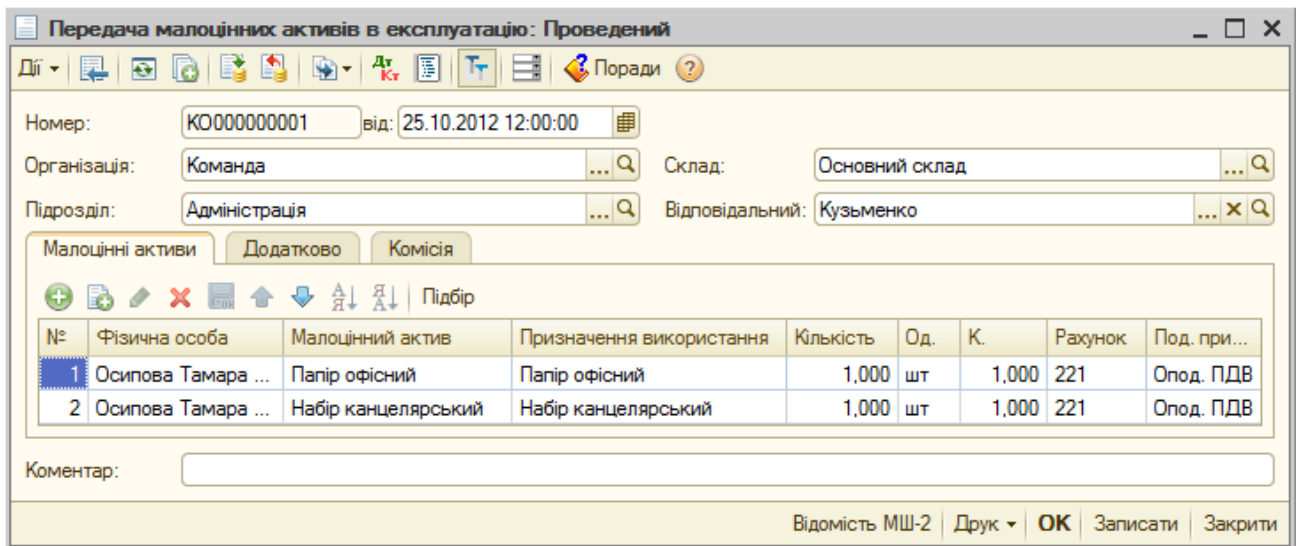 Передача малоцінних активів в експлуатацію: Проведений
Дії Дт Кт Поради
Номер: КО000000001 від: 25.10.2012 12:00:00
Організація: Команда ... Склад: Основний склад ...
Підрозділ: Адміністрація ... Відповідальний: Кузьменко ...
Малоцінні активи Додатково Комісія
Підбір
№ Фізична особа Малоцінний актив Призначення використання Кількість Од. К. Рахунок Под. при...
1 Осипова Тамара ... Папір офісний Папір офісний 1,000 шт 1,000 221 Опод. ПДВ
2 Осипова Тамара ... Набір канцелярський Набір канцелярський 1,000 шт 1,000 221 Опод. ПДВ
Коментар:
Відомість МШ-2 Друк OK Записати Закрити